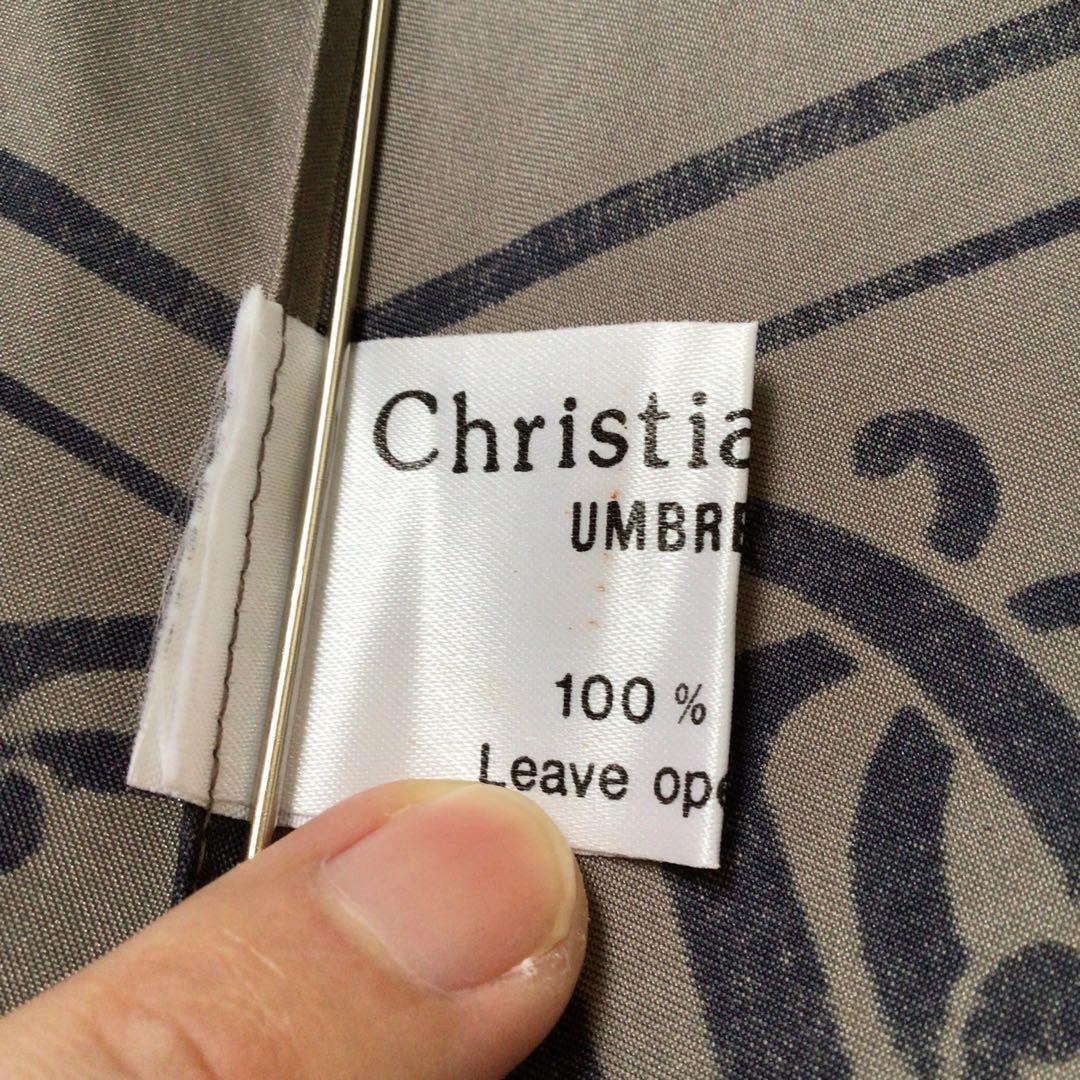 Christia
UMBRE
100 %
Leave ope